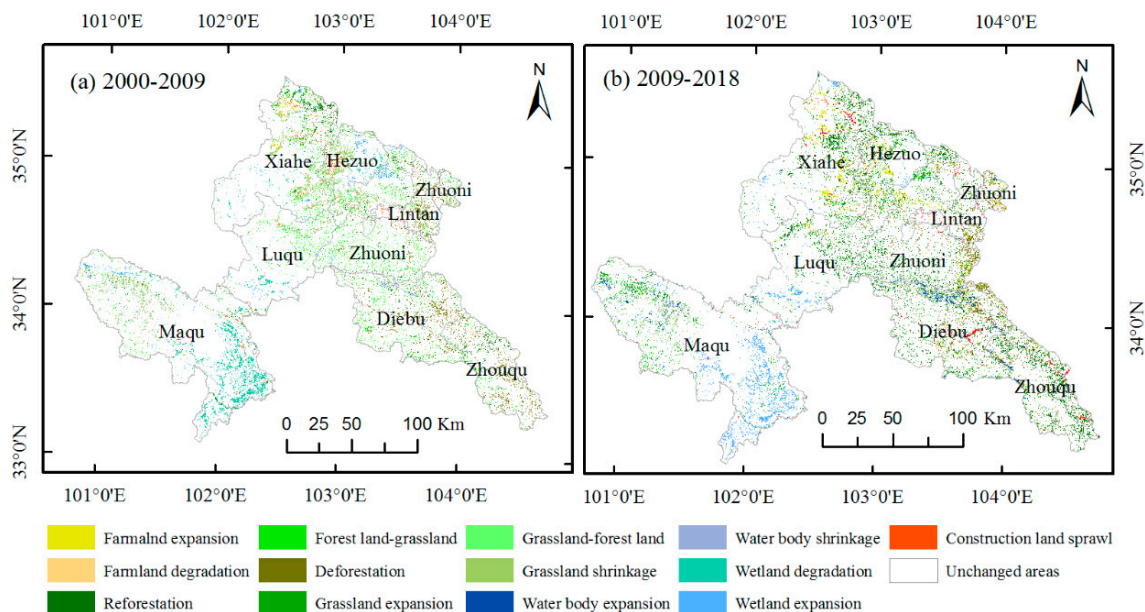 101°0'E 102°0'E 103°0'E 104°0'E 101°0'E 102°0'E 103°0'E 104°0'E
(a) 2000-2009
N
35°0'N
34°0'N
33°0'N
Xiahe
Hezuo
Zhuoni
Lintan
Luqu
Zhuoni
Maqu
Diebu
Zhouqu
0 25 50 100 Km
101°0'E 102°0'E 103°0'E 104°0'E
(b) 2009-2018
N
35°0'N
34°0'N
Xiahe
Hezuo
Zhuoni
Lintan
Luqu
Zhuoni
Maqu
Diebu
Zhouqu
0 25 50 100 Km
101°0'E 102°0'E 103°0'E 104°0'E
Farmalnd expansion
Farmland degradation
Reforestation
Forest land-grassland
Deforestation
Grassland expansion
Grassland-forest land
Grassland shrinkage
Water body expansion
Water body shrinkage
Wetland degradation
Wetland expansion
Construction land sprawl
Unchanged areas